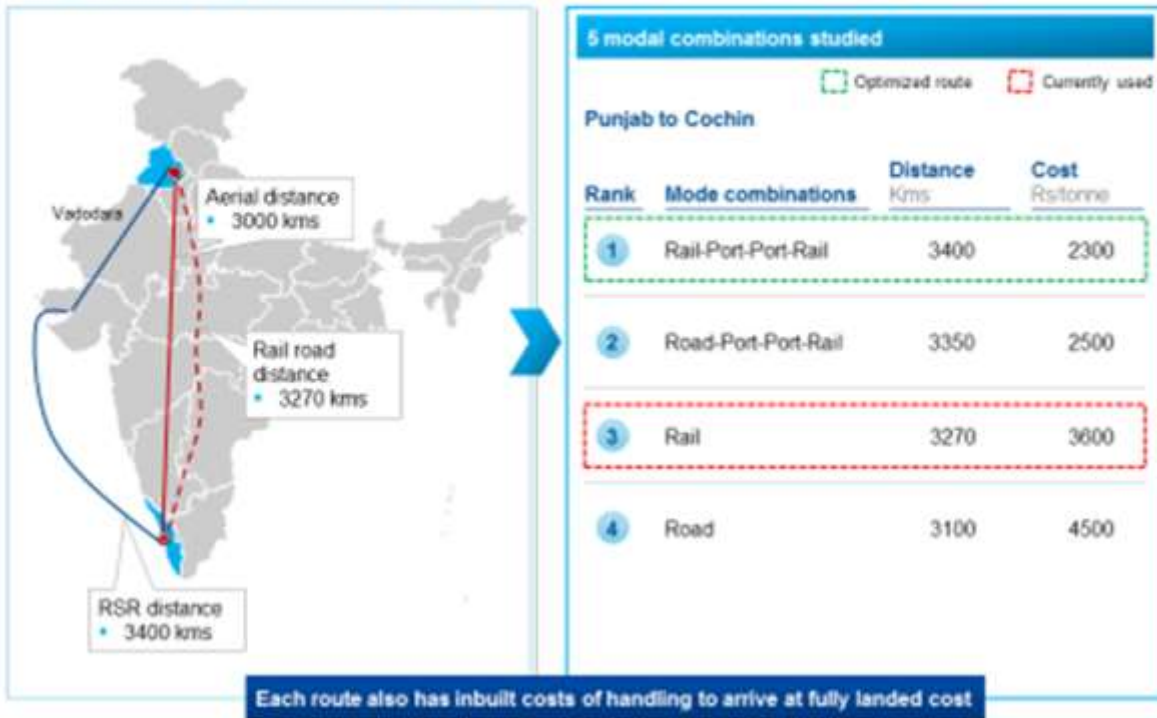 5 modal combinations studied
Optimized route
Currently used
Punjab to Cochin
Rank
Mode combinations
Distance
Kms
Cost
Rs/tonne
1 Rail-Port-Port-Rail 3400 2300
2 Road-Port-Port-Rail 3350 2500
3 Rail 3270 3600
4 Road 3100 4500
Vadodara
Aerial distance
• 3000 kms
Rail road
distance
• 3270 kms
RSR distance
• 3400 kms
Each route also has inbuilt costs of handling to arrive at fully landed cost